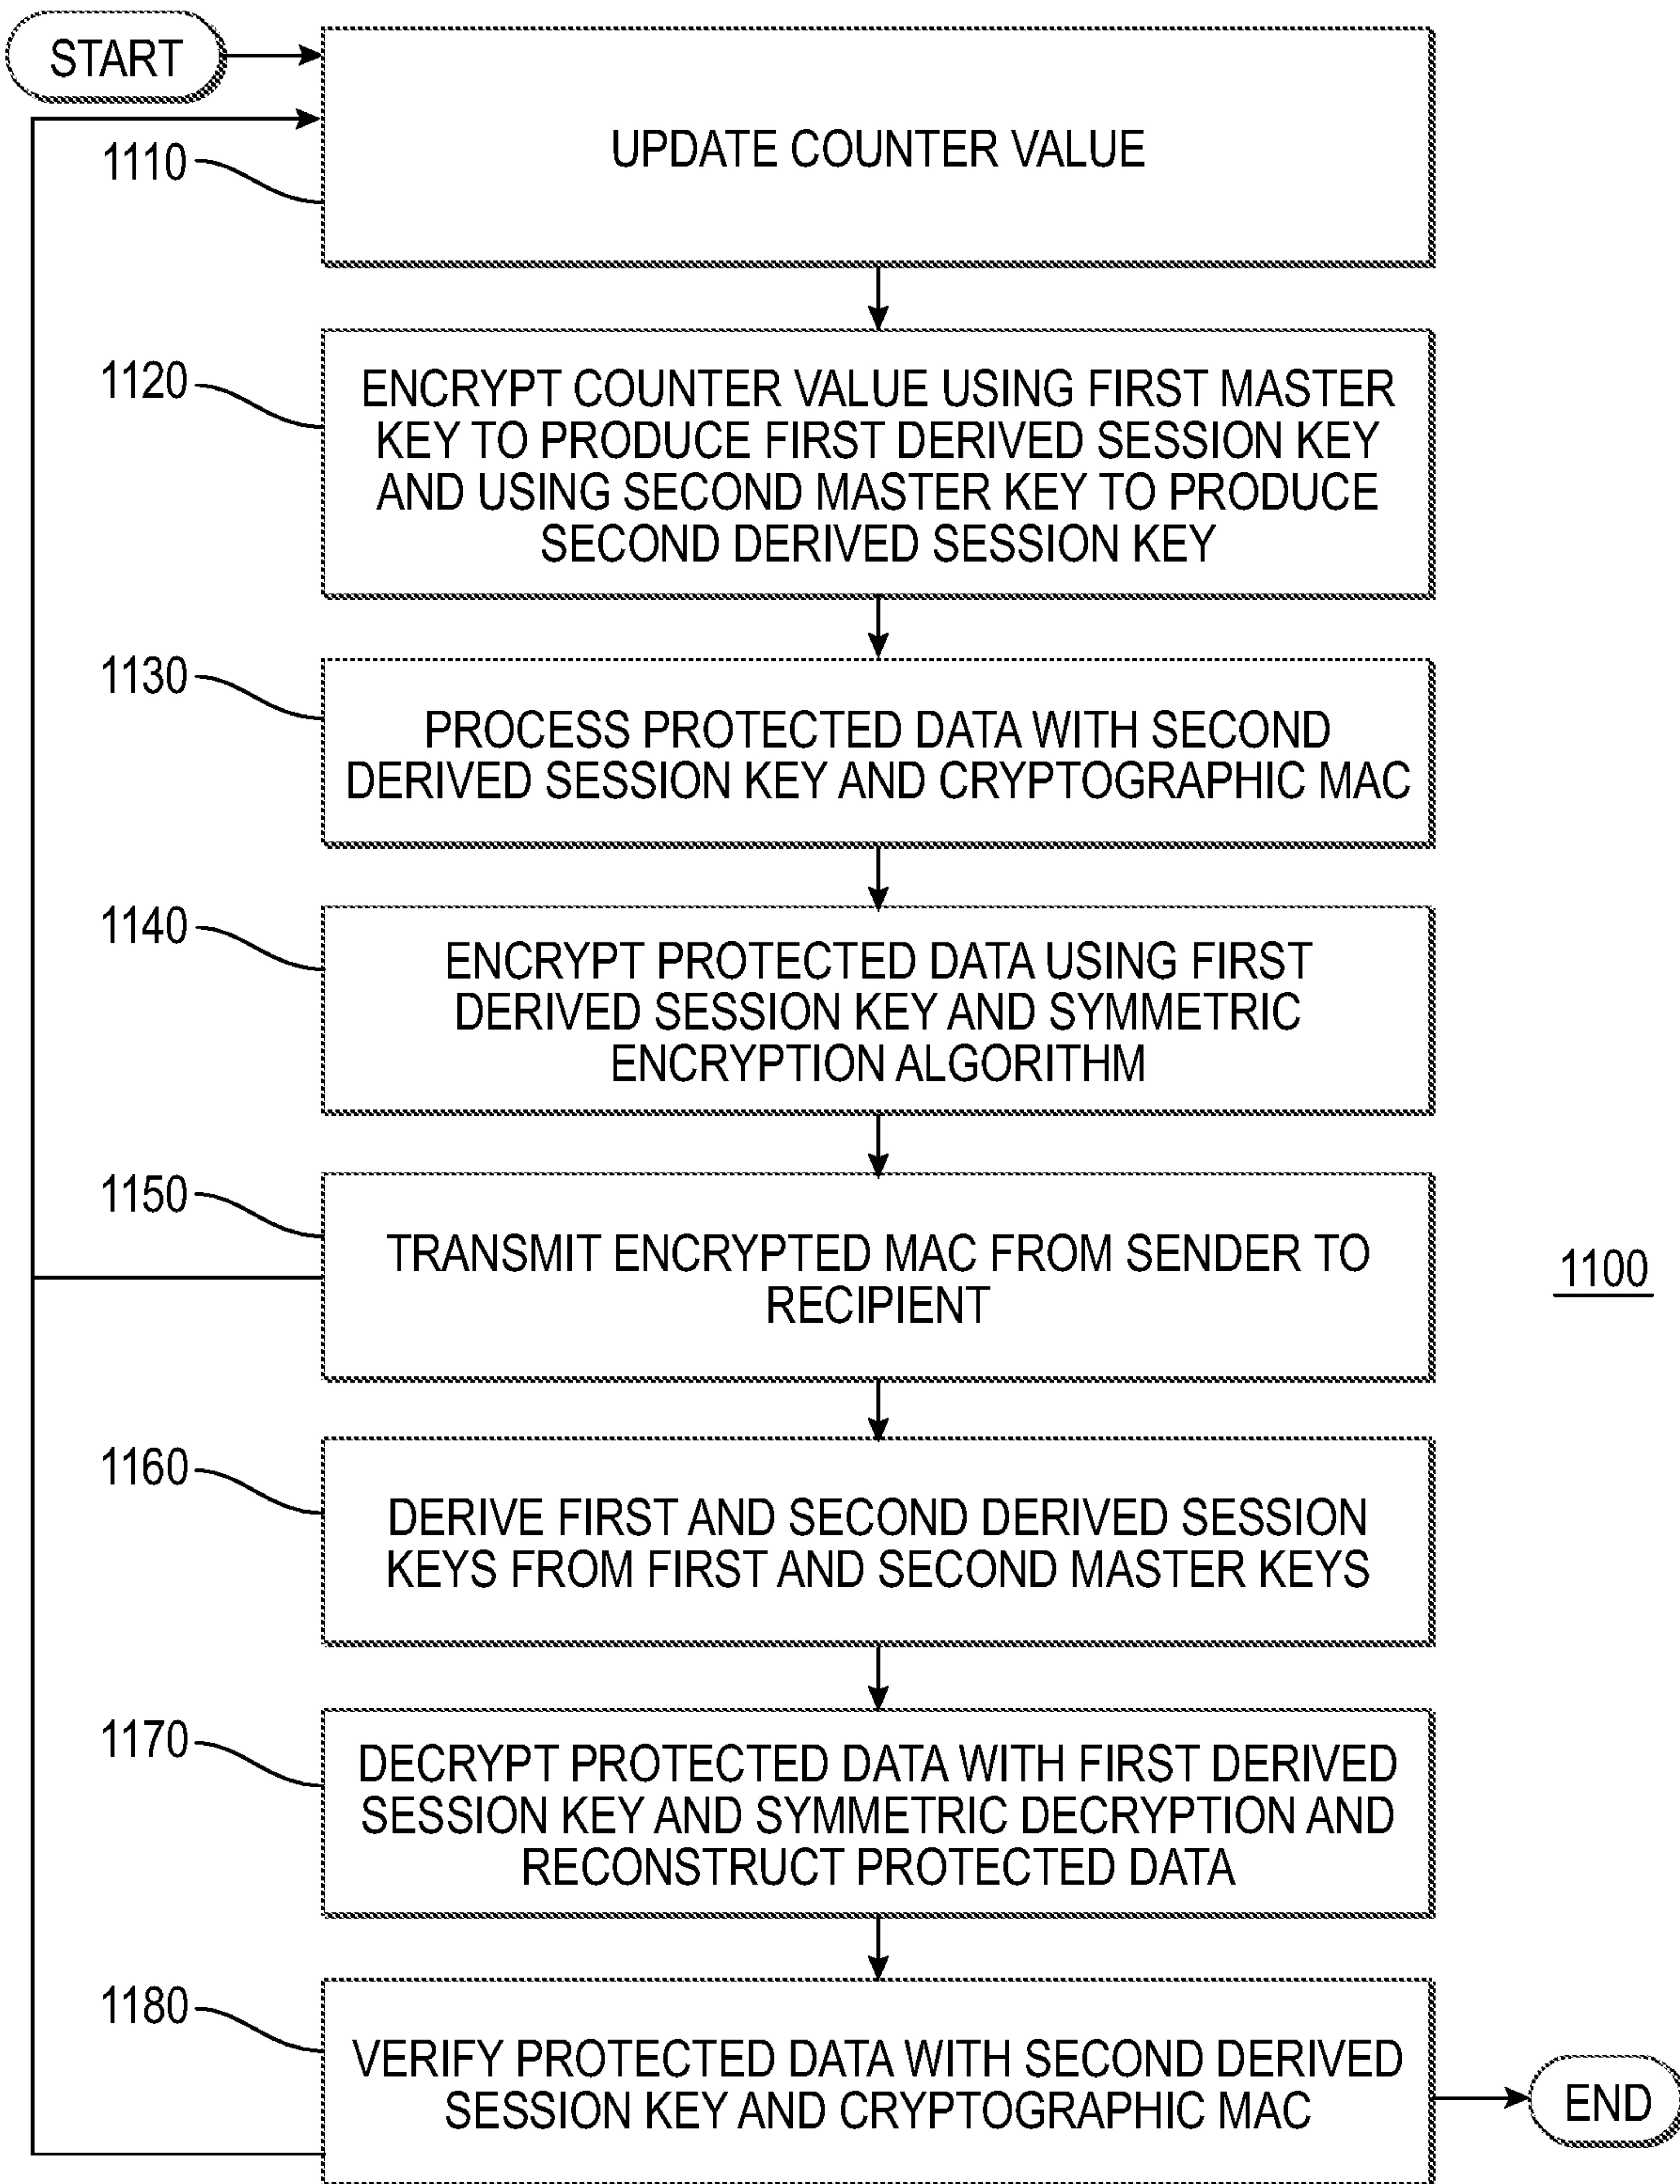 START
UPDATE COUNTER VALUE
1110
1120
ENCRYPT COUNTER VALUE USING FIRST MASTER
KEY TO PRODUCE FIRST DERIVED SESSION KEY
AND USING SECOND MASTER KEY TO PRODUCE
SECOND DERIVED SESSION KEY
1130
PROCESS PROTECTED DATA WITH SECOND
DERIVED SESSION KEY AND CRYPTOGRAPHIC MAC
1140
ENCRYPT PROTECTED DATA USING FIRST
DERIVED SESSION KEY AND SYMMETRIC
ENCRYPTION ALGORITHM
1150
TRANSMIT ENCRYPTED MAC FROM SENDER TO
RECIPIENT
1100
1160
DERIVE FIRST AND SECOND DERIVED SESSION
KEYS FROM FIRST AND SECOND MASTER KEYS
1170
DECRYPT PROTECTED DATA WITH FIRST DERIVED
SESSION KEY AND SYMMETRIC DECRYPTION AND
RECONSTRUCT PROTECTED DATA
1180
VERIFY PROTECTED DATA WITH SECOND DERIVED
SESSION KEY AND CRYPTOGRAPHIC MAC
END